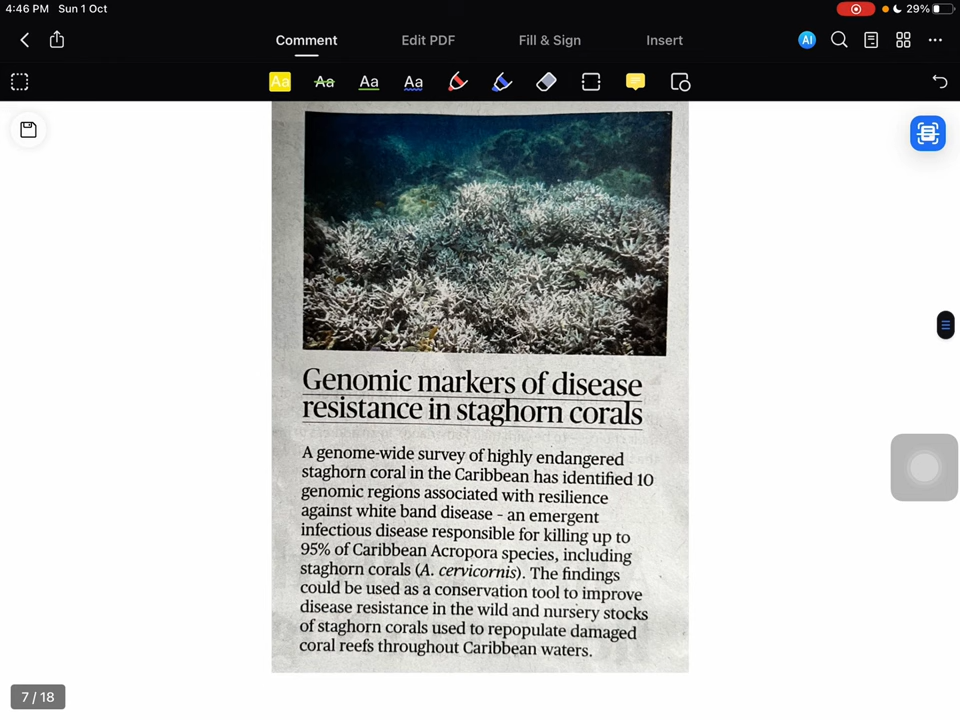 4:46 PM Sun 1 Oct
29%
Comment
Edit PDF
Fill & Sign
Insert
AI
Aa Aa Aa Aa
Genomic markers of disease
resistance in staghorn corals
A genome-wide survey of highly endangered
staghorn coral in the Caribbean has identified 10
genomic regions associated with resilience
against white band disease - an emergent
infectious disease responsible for killing up to
95% of Caribbean Acropora species, including
staghorn corals (A. cervicornis). The findings
could be used as a conservation tool to improve
disease resistance in the wild and nursery stocks
of staghorn corals used to repopulate damaged
coral reefs throughout Caribbean waters.
7 / 18